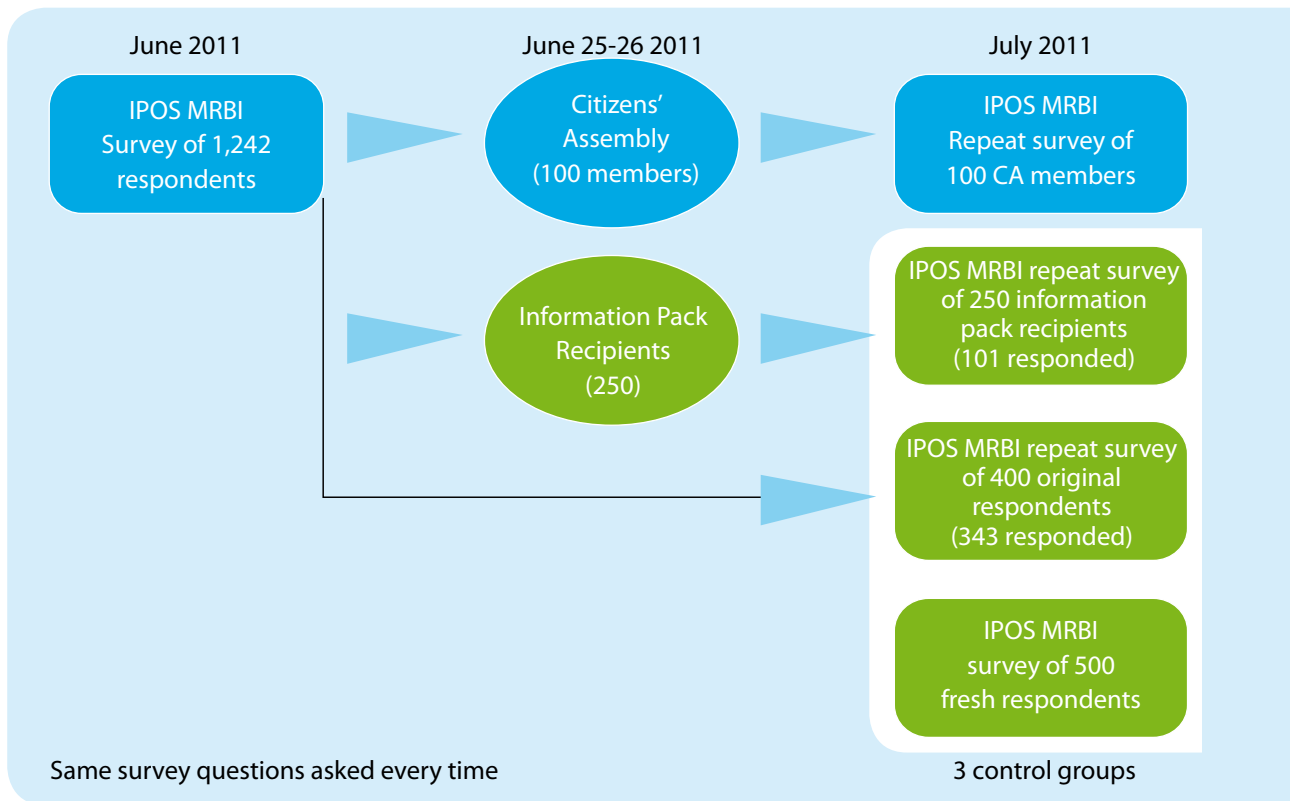 June 2011
June 25-26 2011
July 2011
IPOS MRBI
Survey of 1,242
respondents
Citizens’
Assembly
(100 members)
IPOS MRBI
Repeat survey of
100 CA members
Information Pack
Recipients
(250)
IPOS MRBI repeat survey
of 250 information
pack recipients
(101 responded)
IPOS MRBI repeat survey
of 400 original
respondents
(343 responded)
IPOS MRBI
survey of 500
fresh respondents
Same survey questions asked every time
3 control groups